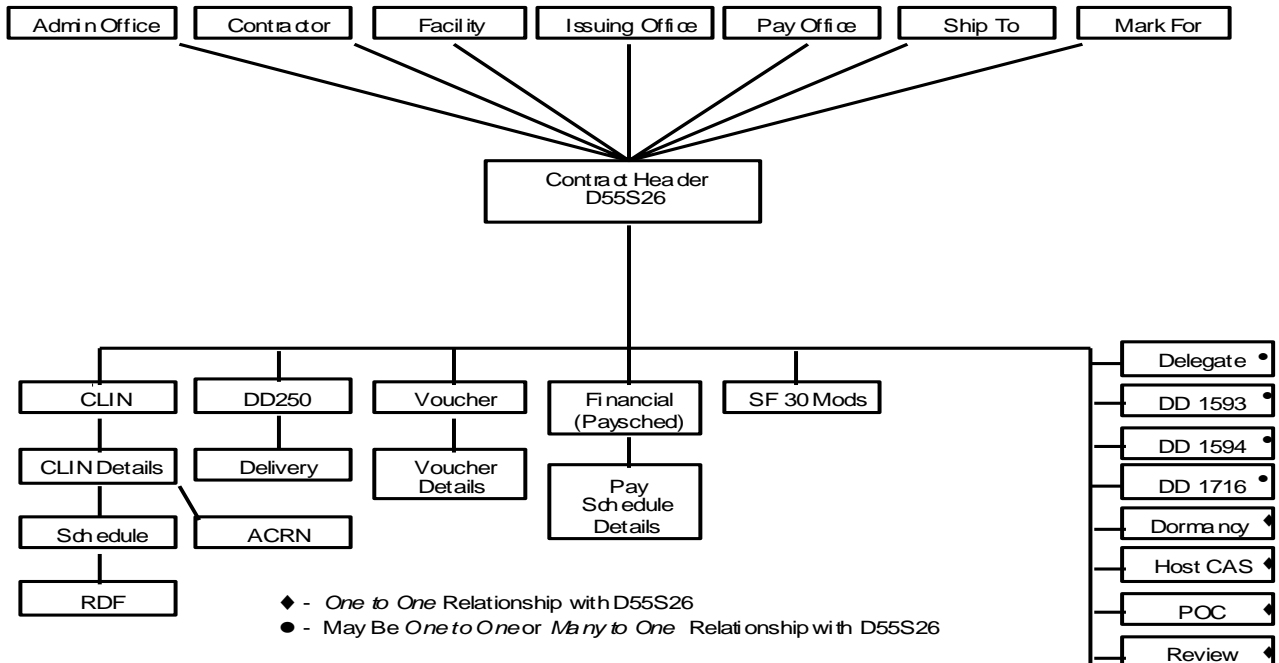 Admin Office
Contractor
Facility
Issuing Office
Pay Office
Ship To
Mark For
Contract Header
D55S26
CLIN
DD250
Voucher
Financial
(Paysched)
SF 30 Mods
CLIN Details
Delivery
Voucher
Details
Pay
Schedule
Details
Schedule
ACRN
RDF
Delegate •
DD 1593 •
DD 1594 •
DD 1716 •
Dormancy ♦
Host CAS ♦
POC ♦
Review ♦
♦ - One to One Relationship with D55S26
● - May Be One to One or Many to One Relationship with D55S26